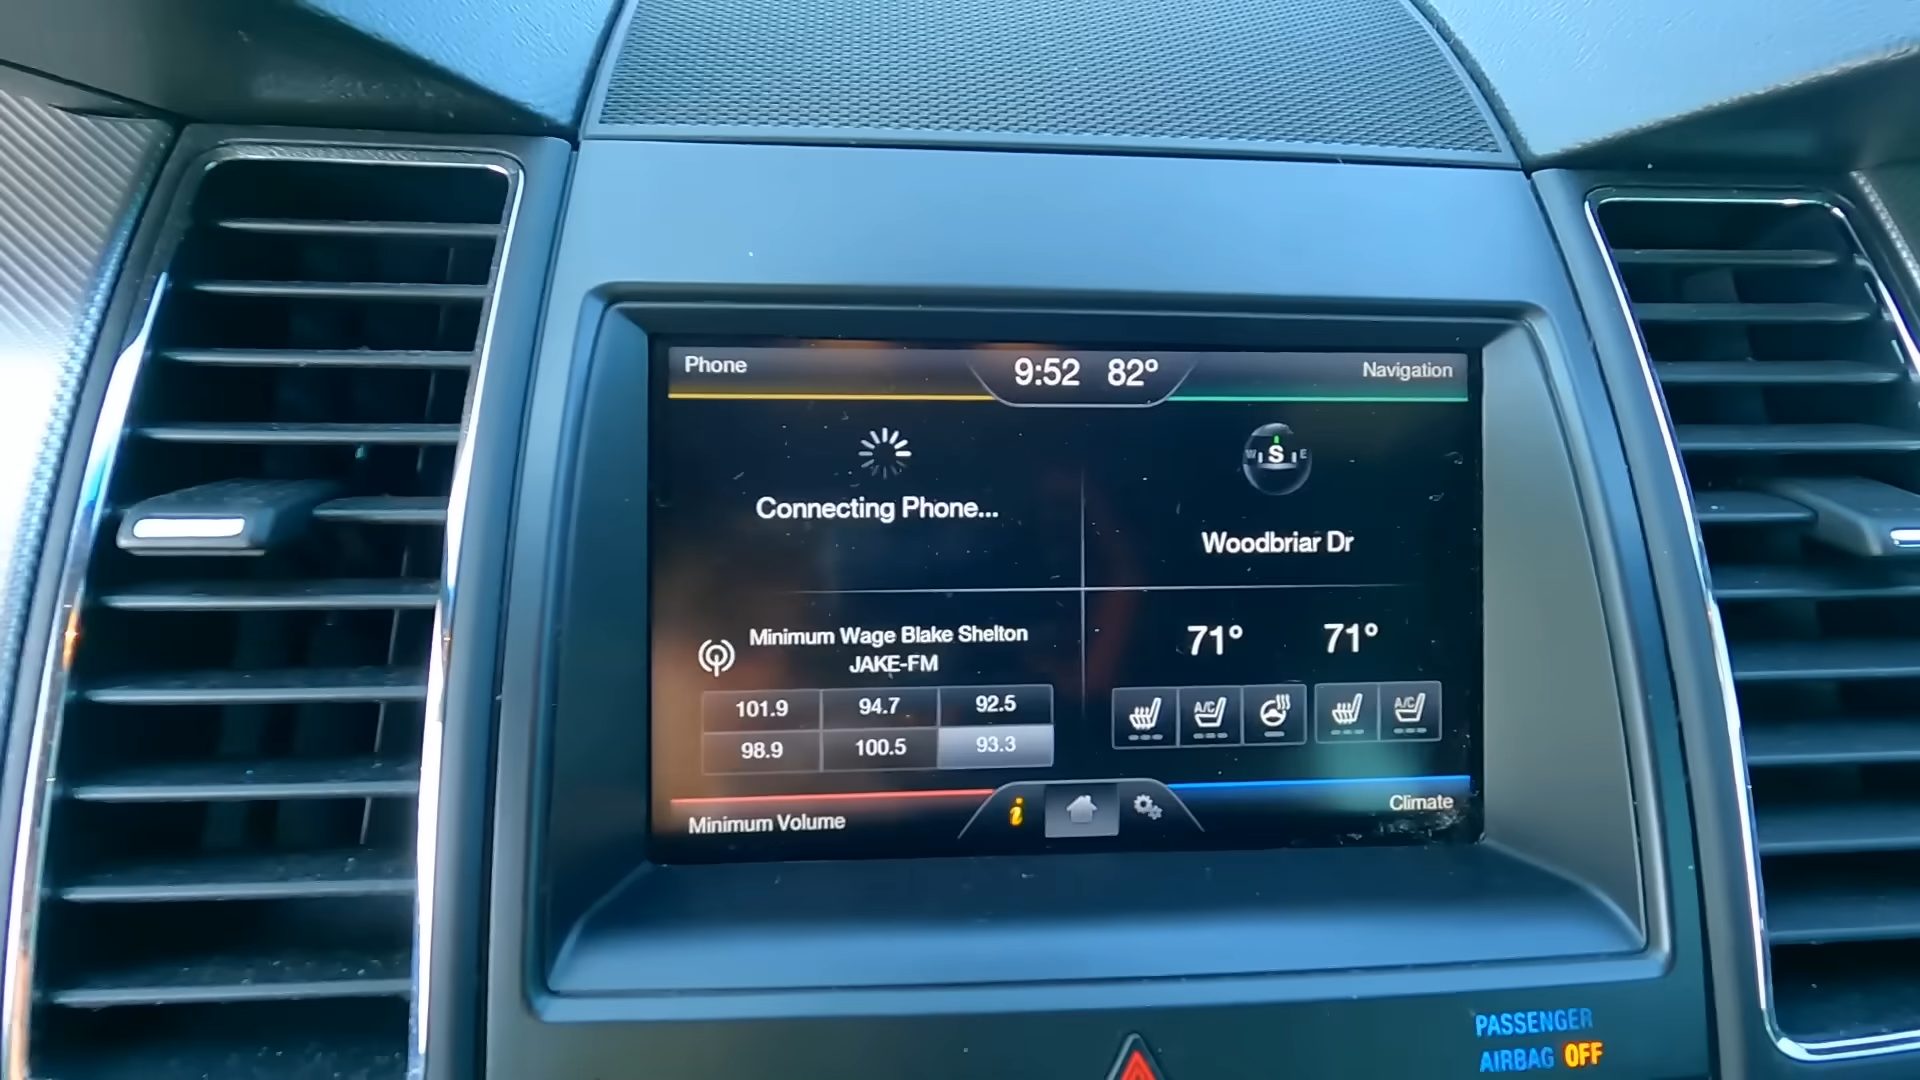 Phone
9:52 82°
Navigation
Connecting Phone...
W S E
Woodbriar Dr
Minimum Wage Blake Shelton
JAKE-FM
101.9 94.7 92.5
98.9 100.5 93.3
71° 71°
A/C A/C
Minimum Volume
i
Climate
PASSENGER
AIRBAG OFF